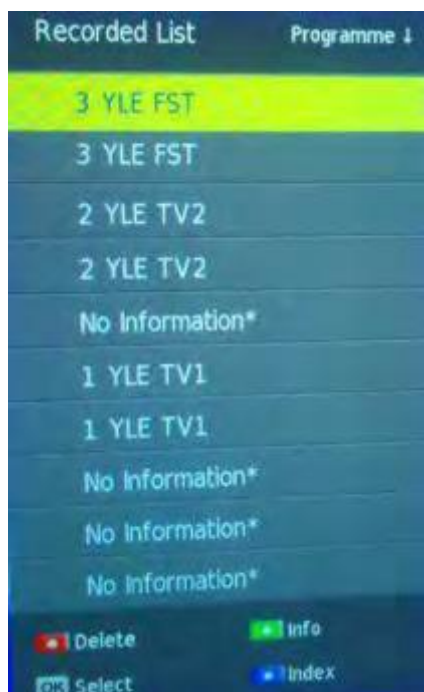 Recorded List Programme ↓
3 YLE FST
3 YLE FST
2 YLE TV2
2 YLE TV2
No Information*
1 YLE TV1
1 YLE TV1
No Information*
No Information*
No Information*
Delete Info
OK Select Index